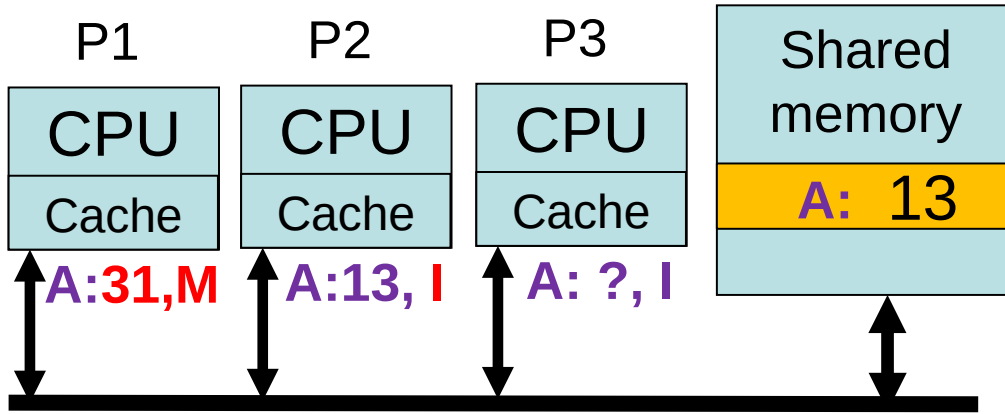 P1
P2
P3
CPU
CPU
CPU
Cache
Cache
Cache
A:31,M
A:13, I
A: ?, I
Shared
memory
A: 13